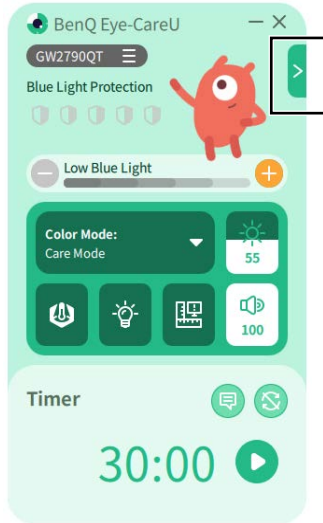 BenQ Eye-CareU
GW2790QT
Blue Light Protection
Low Blue Light
Color Mode:
Care Mode
55
100
Timer
30:00